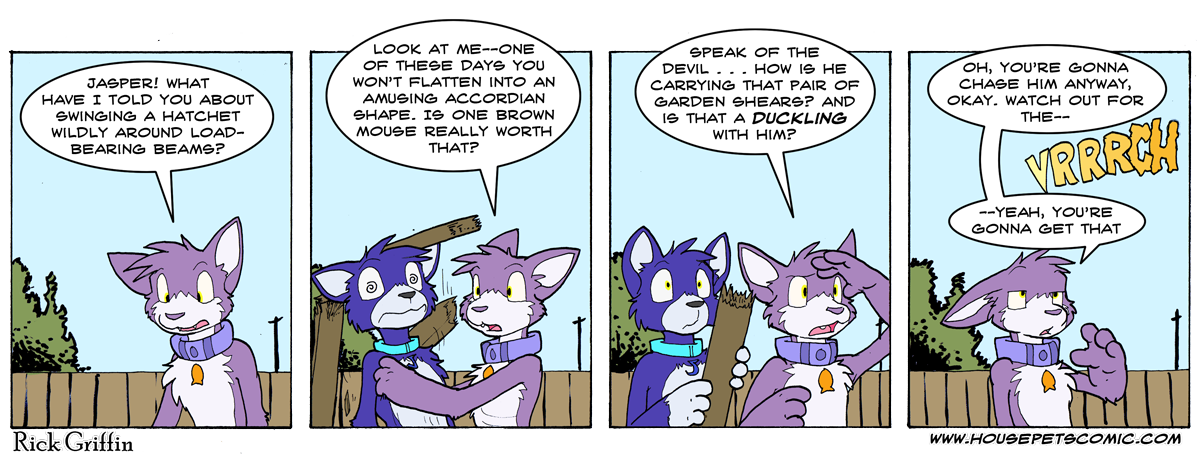 JASPER! WHAT
HAVE I TOLD YOU ABOUT
SWINGING A HATCHET
WILDLY AROUND LOAD-
BEARING BEAMS?
LOOK AT ME--ONE
OF THESE DAYS YOU
WON'T FLATTEN INTO AN
AMUSING ACCORDIAN
SHAPE. IS ONE BROWN
MOUSE REALLY WORTH
THAT?
SPEAK OF THE
DEVIL . . . HOW IS HE
CARRYING THAT PAIR OF
GARDEN SHEARS? AND
IS THAT A DUCKLING
WITH HIM?
OH, YOU'RE GONNA
CHASE HIM ANYWAY,
OKAY. WATCH OUT FOR
THE--
VRRRCH
--YEAH, YOU'RE
GONNA GET THAT
Rick Griffin
WWW.HOUSEPETSCOMIC.COM